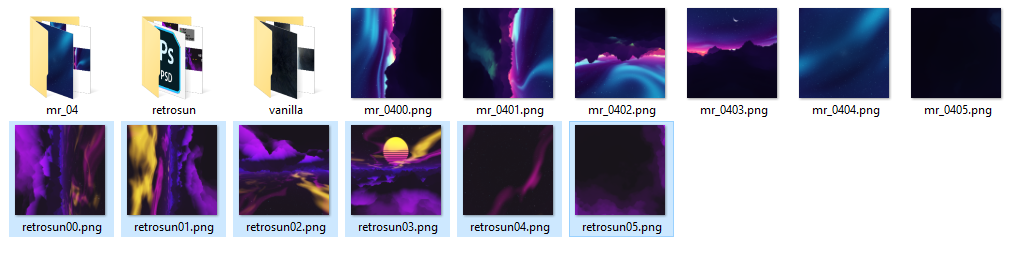 Ps
PSD
mr_04
retrosun
vanilla
mr_0400.png
mr_0401.png
mr_0402.png
mr_0403.png
mr_0404.png
mr_0405.png
retrosun00.png
retrosun01.png
retrosun02.png
retrosun03.png
retrosun04.png
retrosun05.png